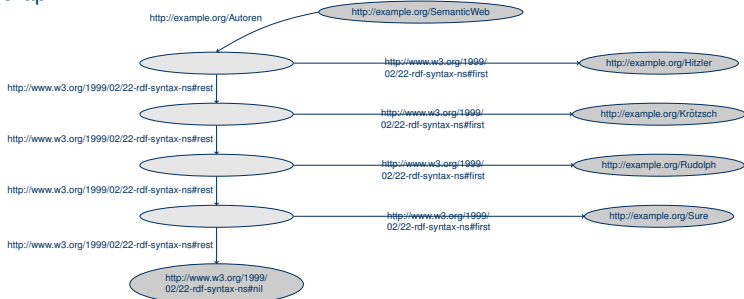 http://example.org/SemanticWeb
http://example.org/Autoren
http://www.w3.org/1999/
02/22-rdf-syntax-ns#first
http://example.org/Hitzler
http://www.w3.org/1999/02/22-rdf-syntax-ns#rest
http://www.w3.org/1999/
02/22-rdf-syntax-ns#first
http://example.org/Krötzsch
http://www.w3.org/1999/02/22-rdf-syntax-ns#rest
http://www.w3.org/1999/
02/22-rdf-syntax-ns#first
http://example.org/Rudolph
http://www.w3.org/1999/02/22-rdf-syntax-ns#rest
http://www.w3.org/1999/
02/22-rdf-syntax-ns#first
http://example.org/Sure
http://www.w3.org/1999/02/22-rdf-syntax-ns#rest
http://www.w3.org/1999/
02/22-rdf-syntax-ns#nil